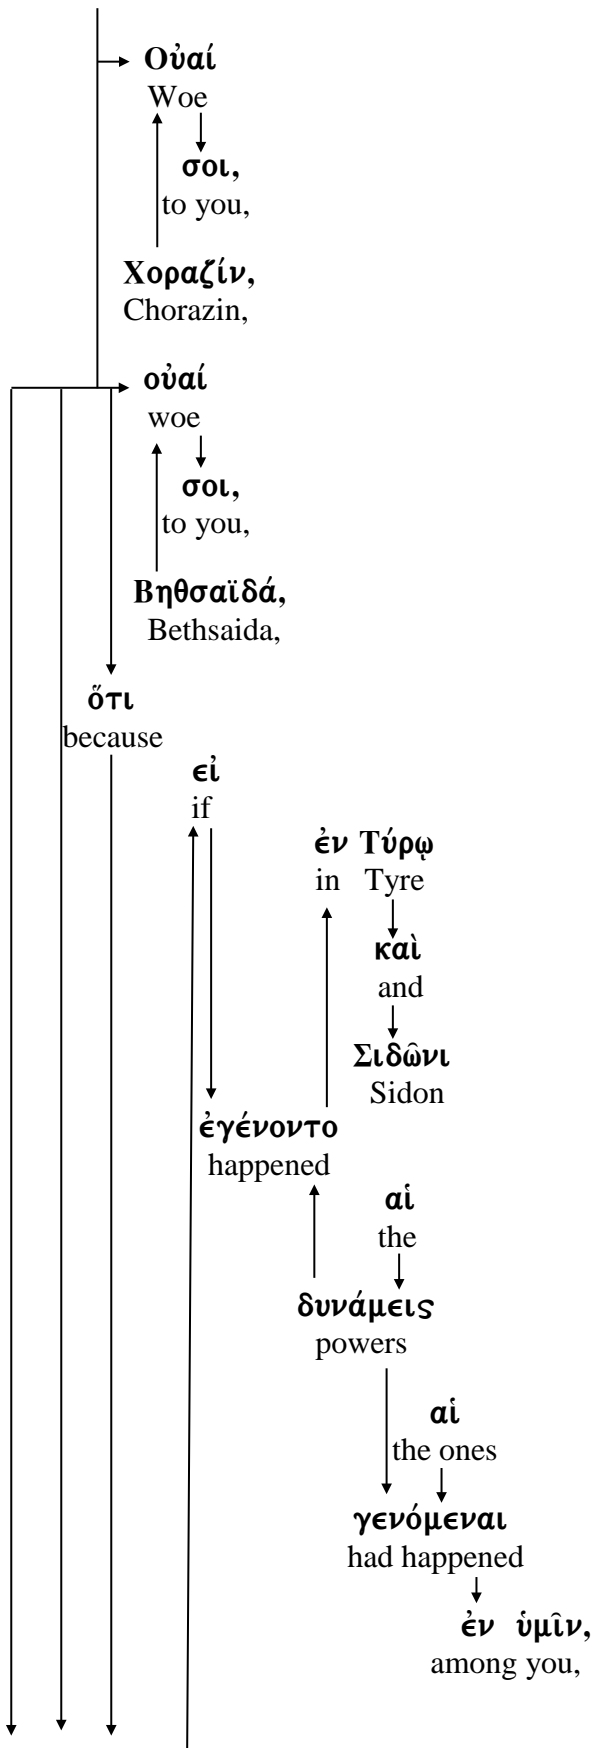 Οὐαί
Woe
σοι,
to you,
Χοραζίν,
Chorazin,
οὐαί
woe
σοι,
to you,
Βηθσαϊδά,
Bethsaida,
ὅτι
because
εἰ
if
ἐν Τύρῳ
in Tyre
καὶ
and
Σιδῶνι
Sidon
ἐγένοντο
happened
αἱ
the
δυνάμεις
powers
αἱ
the ones
γενόμεναι
had happened
ἐν ὑμῖν,
among you,